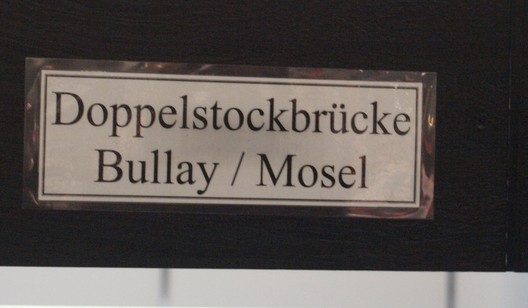 Doppelstockbrücke
Bullay / Mosel